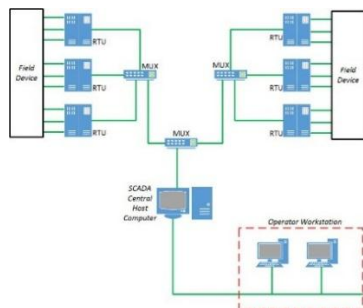 Field
Device
RTU
RTU
RTU
MUX
MUX
RTU
RTU
RTU
Field
Device
MUX
SCADA
Central
Host
Computer
Operator Workstation